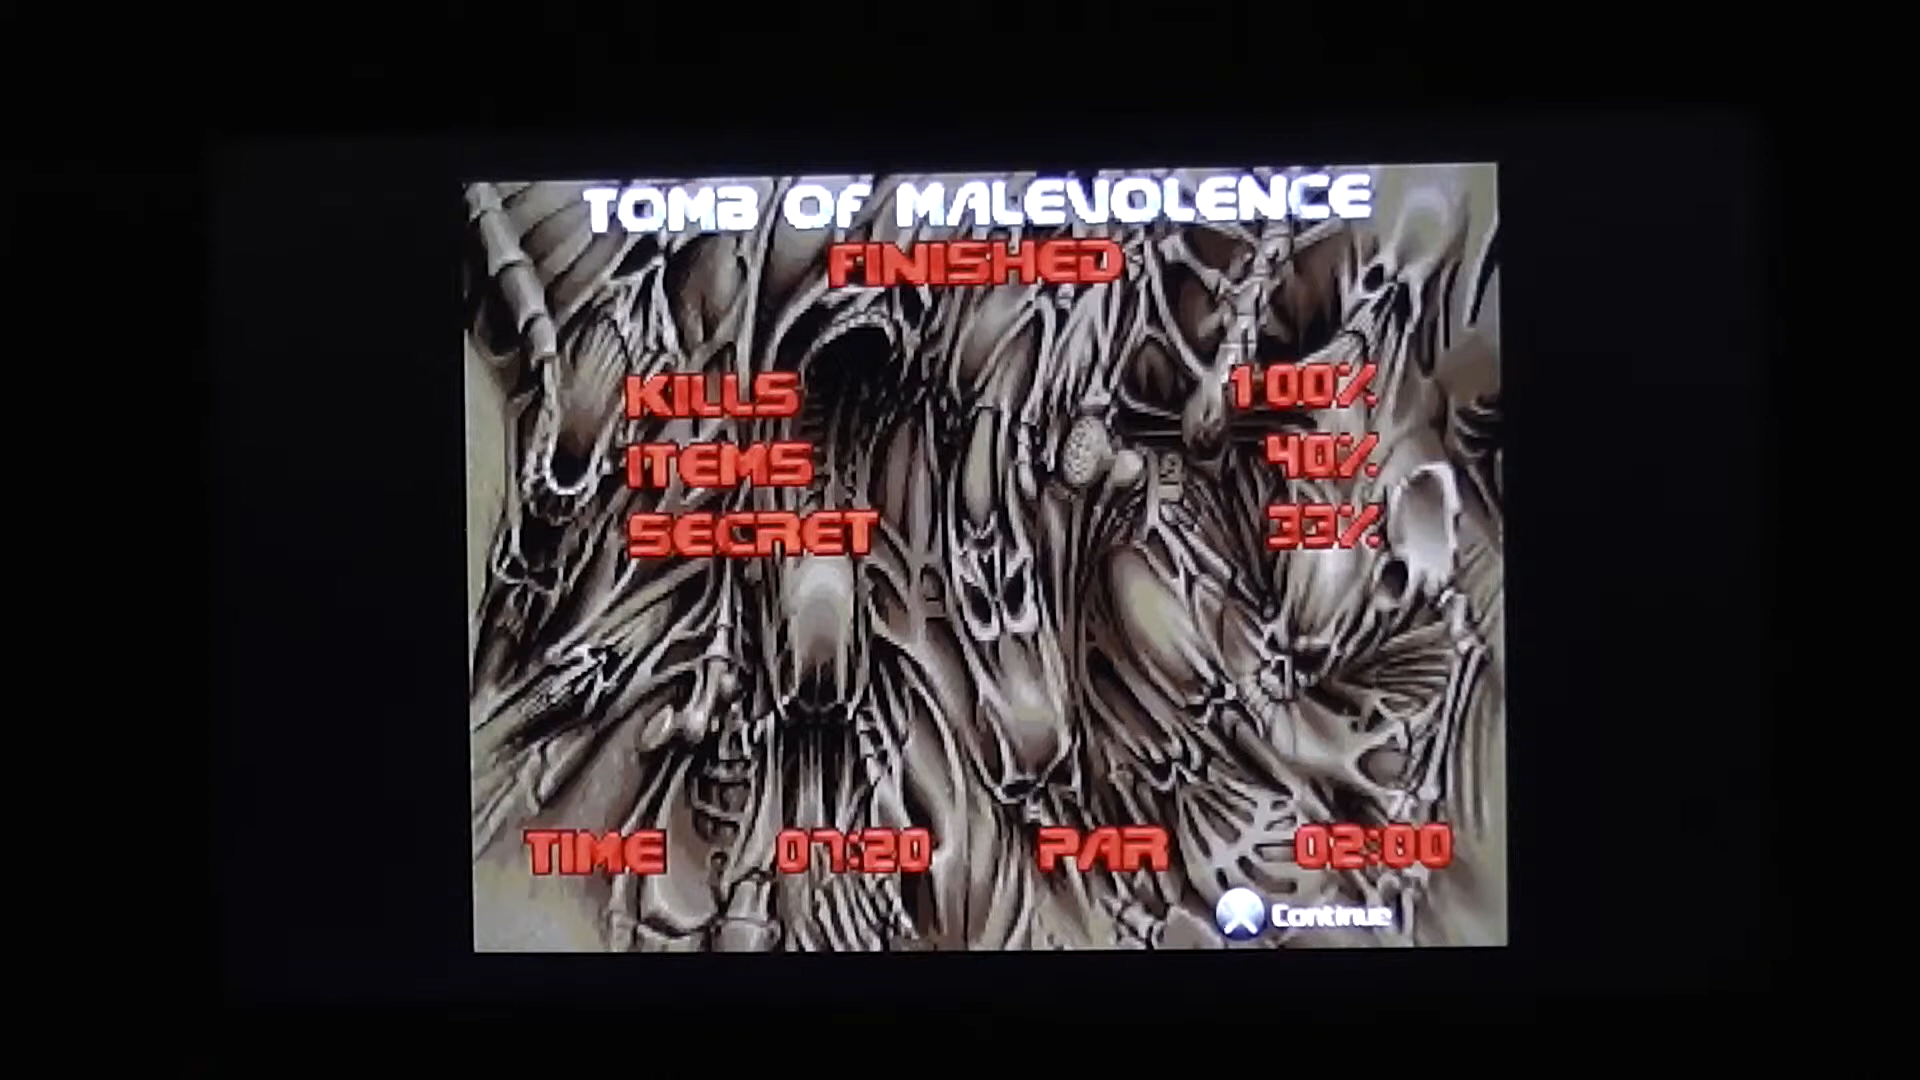 TOMB OF MALEVOLENCE
FINISHED
KILLS 100%
ITEMS 40%
SECRET 33%
TIME 07:20 PAR 02:00
X Continue